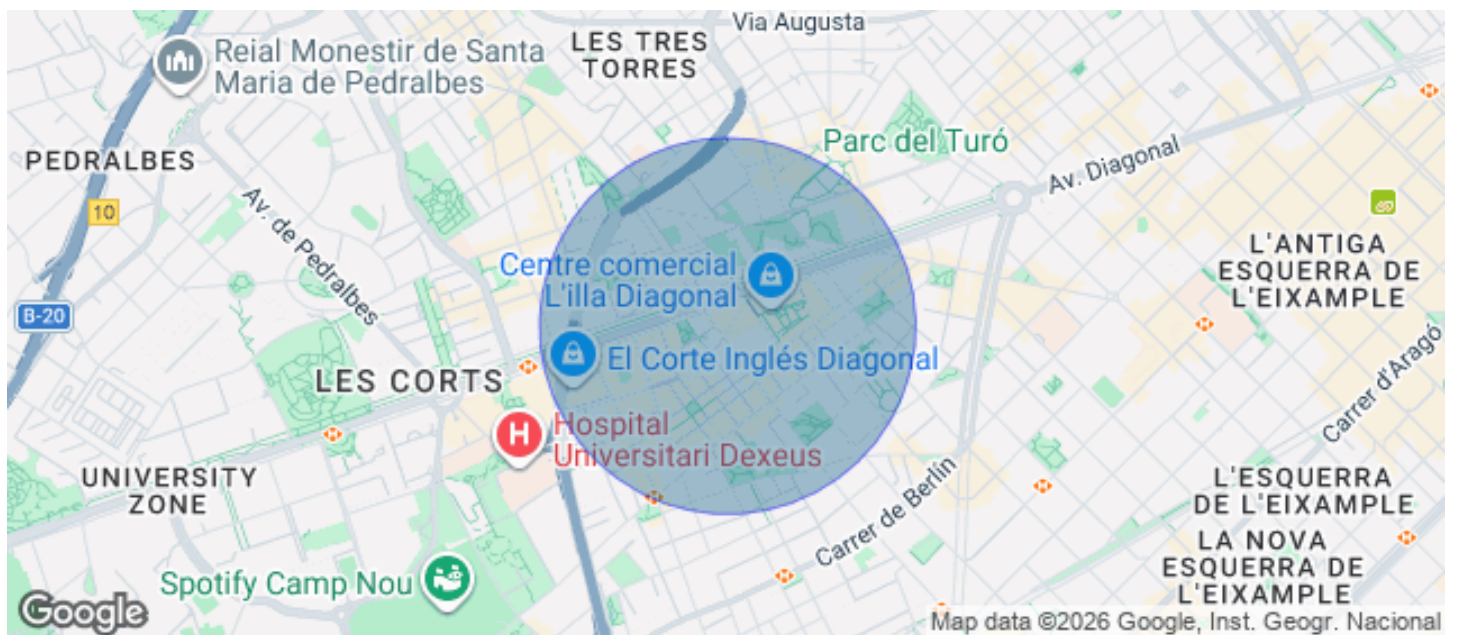 Via Augusta
LES TRES
TORRES
Reial Monestir de Santa
Maria de Pedralbes
Parc del Turó
PEDRALBES
Av. Diagonal
10
Av. de Pedralbes
L'ANTIGA
ESQUERRA DE
L'EIXAMPLE
Centre comercial
L'illa Diagonal
B-20
El Corte Inglés Diagonal
LES CORTS
Carrer d'Aragó
H
Hospital
Universitari Dexeus
UNIVERSITY
ZONE
Carrer de Berlín
L'ESQUERRA
DE L'EIXAMPLE
LA NOVA
ESQUERRA DE
L'EIXAMPLE
Spotify Camp Nou
Google
Map data ©2026 Google, Inst. Geogr. Nacional